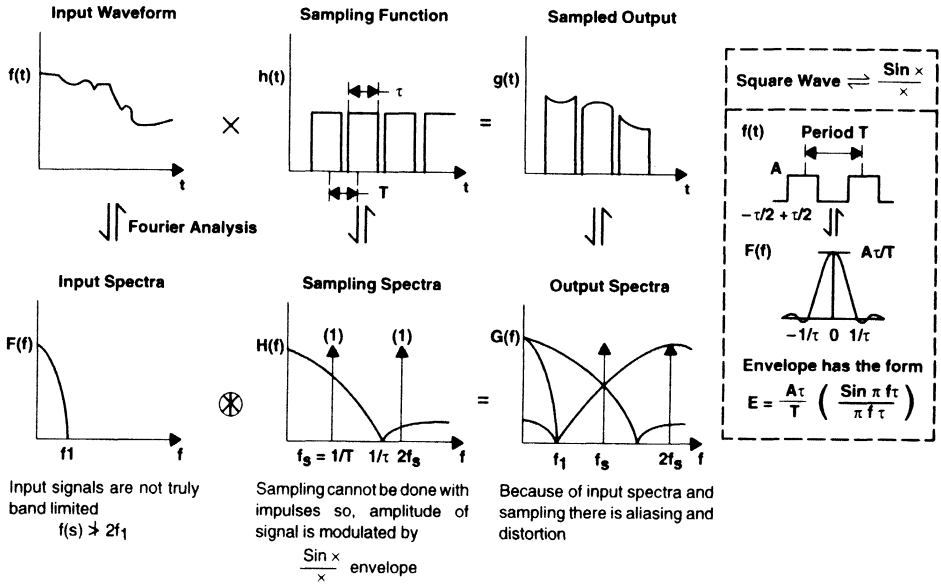 Input Waveform
Sampling Function
Sampled Output
f(t)
t
×
h(t)
τ
T
t
=
g(t)
t
Fourier Analysis
Input Spectra
Sampling Spectra
Output Spectra
F(f)
f1
f
H(f)
(1)
(1)
fs = 1/T
1/τ
2fs
f
=
G(f)
f1
fs
2fs
f
Input signals are not truly
band limited
f(s) ≯ 2f1
Sampling cannot be done with
impulses so, amplitude of
signal is modulated by
Sin x
x
envelope
Because of input spectra and
sampling there is aliasing and
distortion
Square Wave ⇌ Sin x
x
f(t)
Period T
A
−τ/2 + τ/2
F(f)
Aτ/T
−1/τ 0 1/τ
Envelope has the form
E = Aτ/T ( Sin π fτ / π f τ )